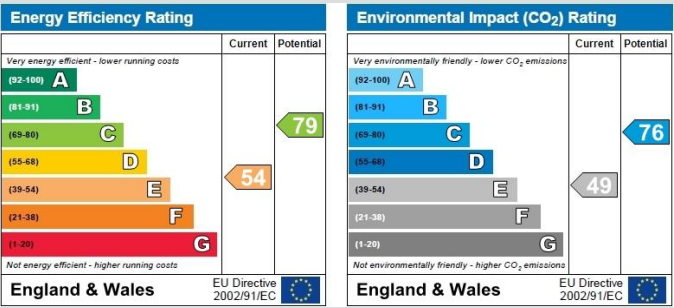 Energy Efficiency Rating
Current Potential
Very energy efficient - lower running costs
(92-100) A
(81-91) B
(69-80) C
(55-68) D
(39-54) E
(21-38) F
(1-20) G
79
54
Not energy efficient - higher running costs
England & Wales
EU Directive
2002/91/EC
Environmental Impact (CO₂) Rating
Current Potential
Very environmentally friendly - lower CO₂ emissions
(92-100) A
(81-91) B
(69-80) C
(55-68) D
(39-54) E
(21-38) F
(1-20) G
76
49
Not environmentally friendly - higher CO₂ emissions
England & Wales
EU Directive
2002/91/EC